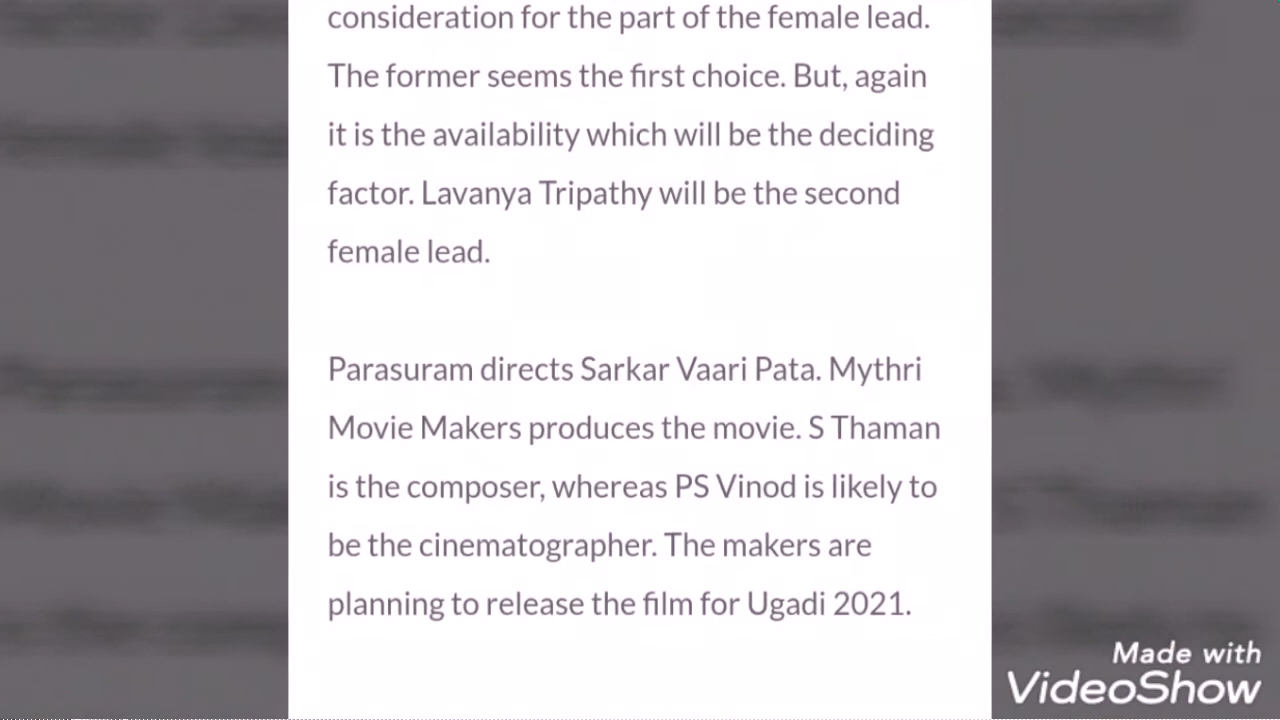 consideration for the part of the female lead.
The former seems the first choice. But, again
it is the availability which will be the deciding
factor. Lavanya Tripathy will be the second
female lead.
Parasuram directs Sarkar Vaari Pata. Mythri
Movie Makers produces the movie. S Thaman
is the composer, whereas PS Vinod is likely to
be the cinematographer. The makers are
planning to release the film for Ugadi 2021.
Made with
VideoShow